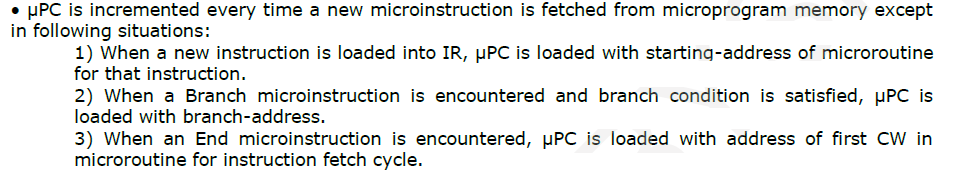 • µPC is incremented every time a new microinstruction is fetched from microprogram memory except
in following situations:
1) When a new instruction is loaded into IR, µPC is loaded with starting-address of microroutine
for that instruction.
2) When a Branch microinstruction is encountered and branch condition is satisfied, µPC is
loaded with branch-address.
3) When an End microinstruction is encountered, µPC is loaded with address of first CW in
microroutine for instruction fetch cycle.